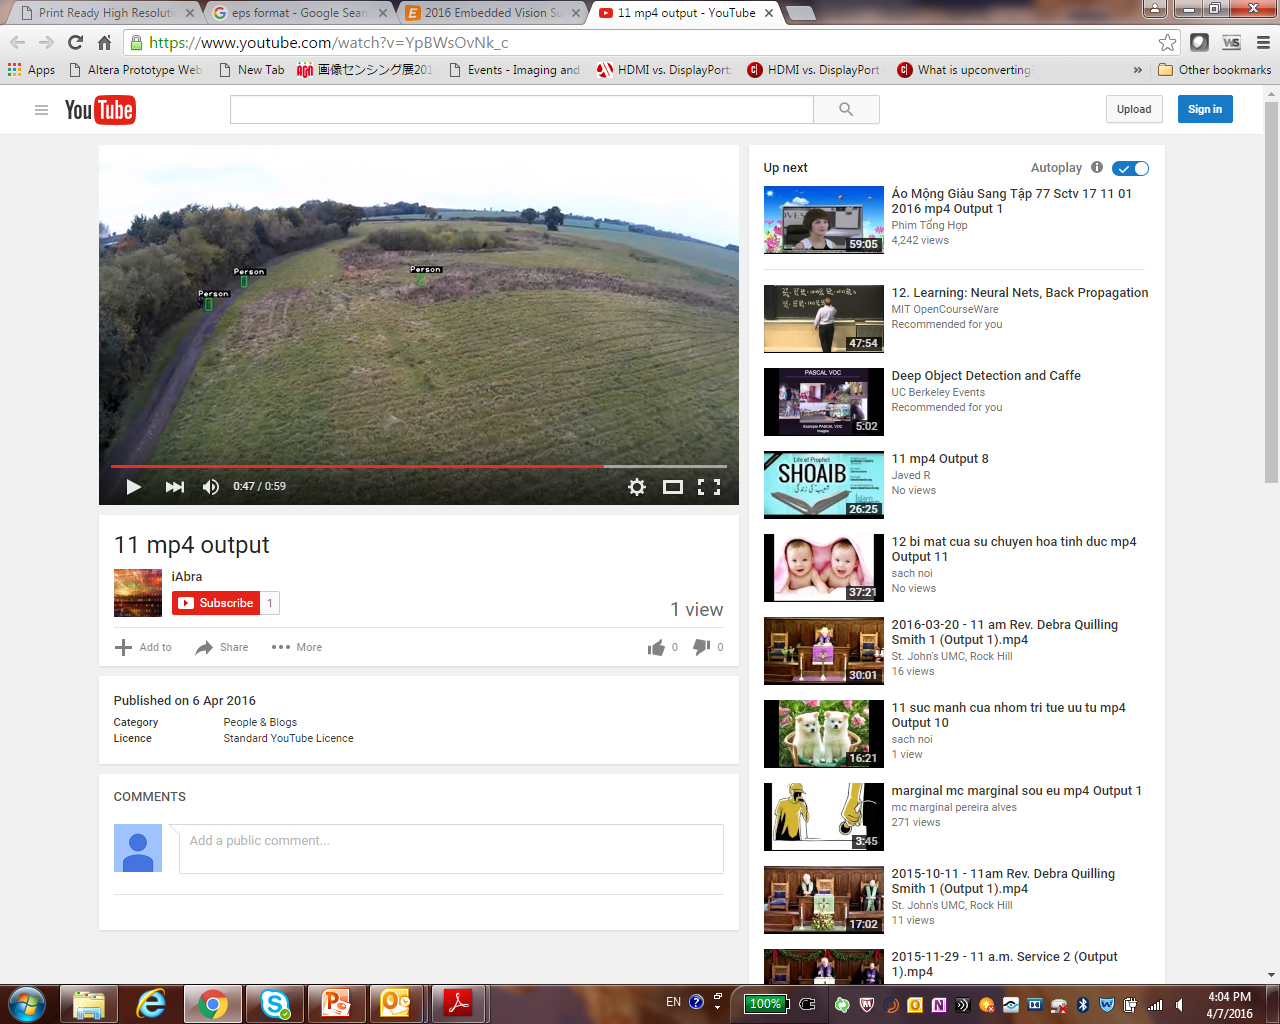 Print Ready High Resoluti
eps format - Google Sear
2016 Embedded Vision Su
11 mp4 output - YouTube
https://www.youtube.com/watch?v=YpBWsOvNk_c
Apps
Altera Prototype Web
New Tab
画像センシング展201
Events - Imaging and
HDMI vs. DisplayPort
HDMI vs. DisplayPort
What is upconverting
»
Other bookmarks
YouTube
Upload
Sign in
Person
Person
Person
0:47 / 0:59
11 mp4 output
iAbra
Subscribe 1
1 view
Add to
Share
More
0
0
Published on 6 Apr 2016
Category People & Blogs
Licence Standard YouTube Licence
COMMENTS
Add a public comment...
Up next
Autoplay
Áo Mộng Giàu Sang Tập 77 Sctv 17 11 01
2016 mp4 Output 1
Phim Tổng Hợp
4,242 views
59:05
12. Learning: Neural Nets, Back Propagation
MIT OpenCourseWare
Recommended for you
47:54
Deep Object Detection and Caffe
UC Berkeley Events
Recommended for you
PASCAL VOC
5:02
11 mp4 Output 8
Javed R
No views
Life of Prophet
SHOAIB
26:25
12 bi mat cua su chuyen hoa tinh duc mp4
Output 11
sach noi
No views
37:21
2016-03-20 - 11 am Rev. Debra Quilling
Smith 1 (Output 1).mp4
St. John's UMC, Rock Hill
16 views
30:01
11 suc manh cua nhom tri tue uu tu mp4
Output 10
sach noi
1 view
16:21
marginal mc marginal sou eu mp4 Output 1
mc marginal pereira alves
271 views
3:45
2015-10-11 - 11am Rev. Debra Quilling
Smith 1 (Output 1).mp4
St. John's UMC, Rock Hill
11 views
17:02
2015-11-29 - 11 a.m. Service 2 (Output
1).mp4
EN
100%
4:04 PM
4/7/2016